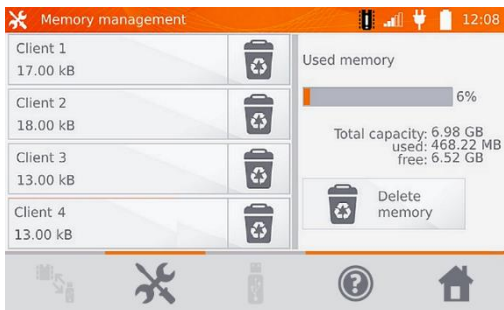 Memory management
12:08
Client 1
17.00 kB
Client 2
18.00 kB
Client 3
13.00 kB
Client 4
13.00 kB
Used memory
6%
Total capacity: 6.98 GB
used: 468.22 MB
free: 6.52 GB
Delete
memory
?